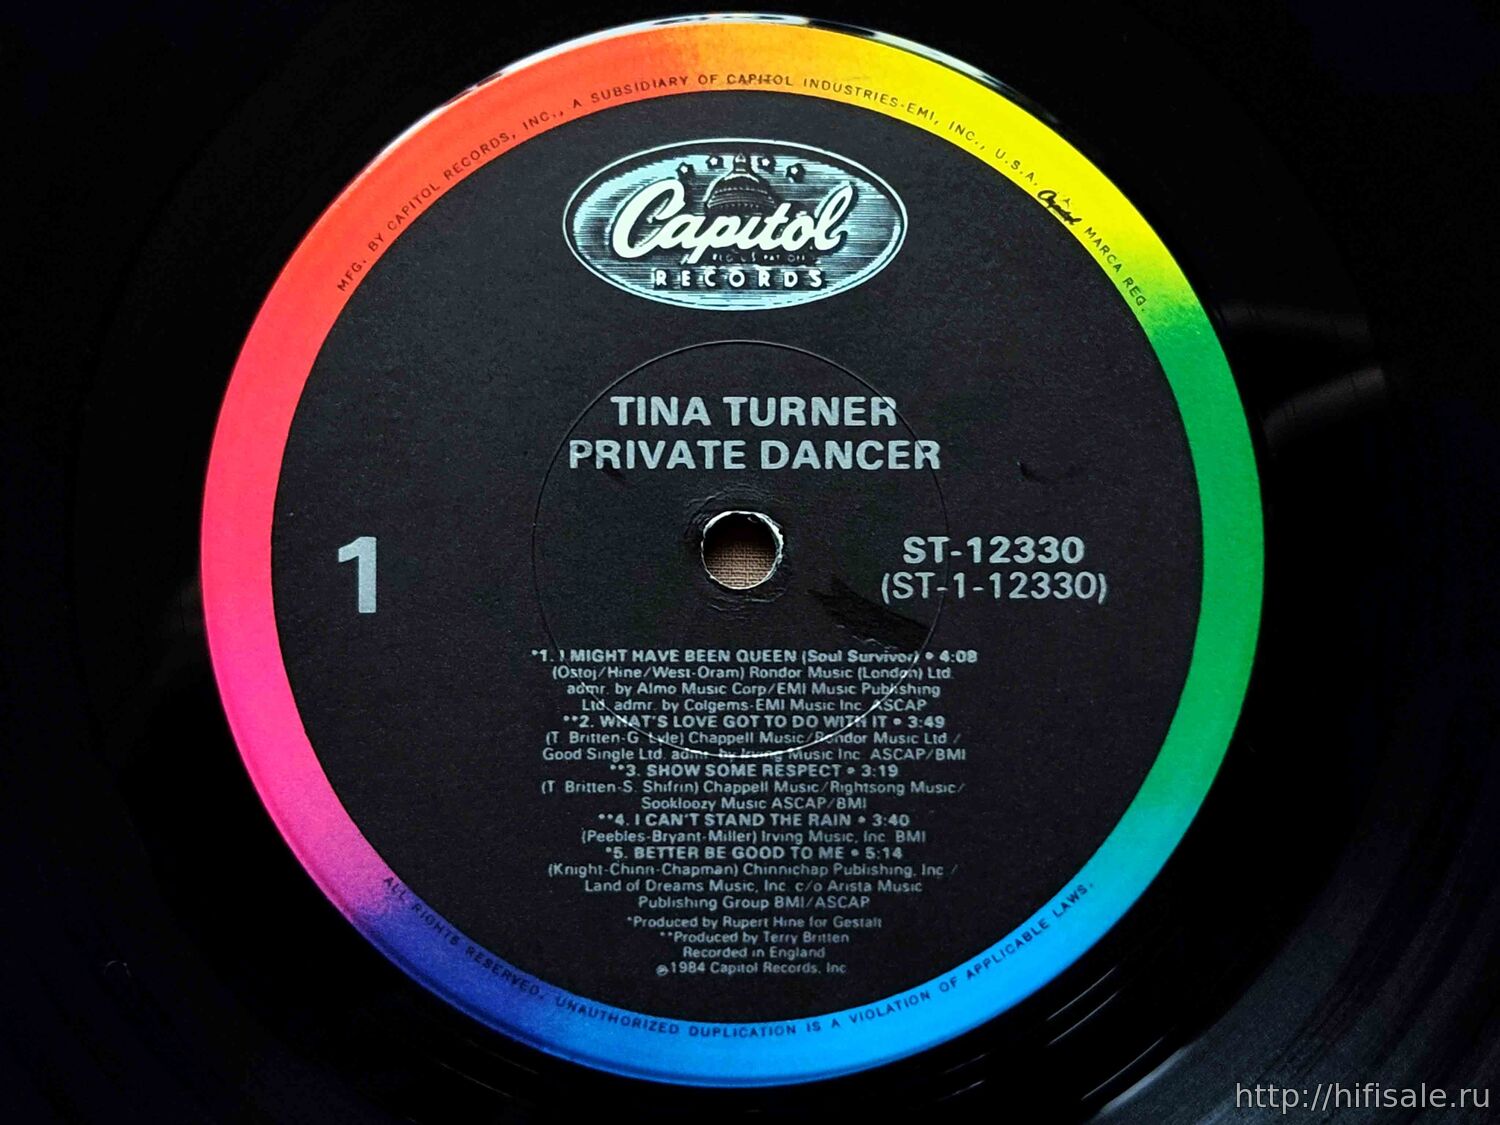 MFG. BY CAPITOL RECORDS, INC., A SUBSIDIARY OF CAPITOL INDUSTRIES-EMI, INC., U.S.A. Capitol MARCA REG.
Capitol
RECORDS
TINA TURNER
PRIVATE DANCER
1
ST-12330
(ST-1-12330)
*1. I MIGHT HAVE BEEN QUEEN (Soul Survivor) • 4:08
(Ostoj/Hine/West-Oram) Rondor Music (London) Ltd.
admr. by Almo Music Corp/EMI Music Publishing
Ltd. admr. by Colgems-EMI Music Inc. ASCAP
**2. WHAT'S LOVE GOT TO DO WITH IT • 3:49
(T. Britten-G. Lyle) Chappell Music/Rondor Music Ltd./
Good Single Ltd. admr. by Irving Music Inc. ASCAP/BMI
**3. SHOW SOME RESPECT • 3:19
(T. Britten-S. Shifrin) Chappell Music/Rightsong Music/
Sookloozy Music ASCAP/BMI
**4. I CAN'T STAND THE RAIN • 3:40
(Peebles-Bryant-Miller) Irving Music, Inc. BMI
*5. BETTER BE GOOD TO ME • 5:14
(Knight-Chinn-Chapman) Chinnichap Publishing, Inc./
Land of Dreams Music, Inc. c/o Arista Music
Publishing Group BMI/ASCAP
*Produced by Rupert Hine for Gestalt
**Produced by Terry Britten
Recorded in England
℗1984 Capitol Records, Inc.
ALL RIGHTS RESERVED. UNAUTHORIZED DUPLICATION IS A VIOLATION OF APPLICABLE LAWS.
http://hifisale.ru